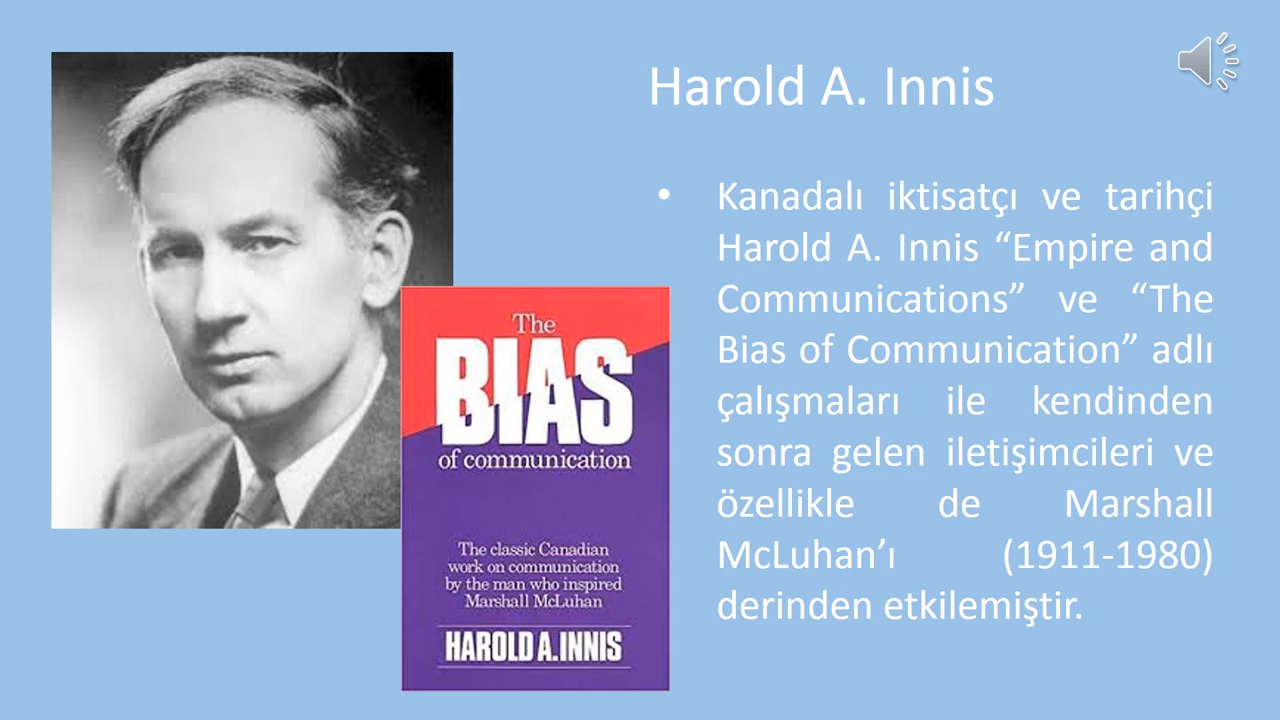 Harold A. Innis
• Kanadalı iktisatçı ve tarihçi
Harold A. Innis “Empire and
Communications” ve “The
Bias of Communication” adlı
çalışmaları ile kendinden
sonra gelen iletişimcileri ve
özellikle de Marshall
McLuhan’ı (1911-1980)
derinden etkilemiştir.
The
BIAS
of communication
The classic Canadian
work on communication
by the man who inspired
Marshall McLuhan
HAROLD A. INNIS